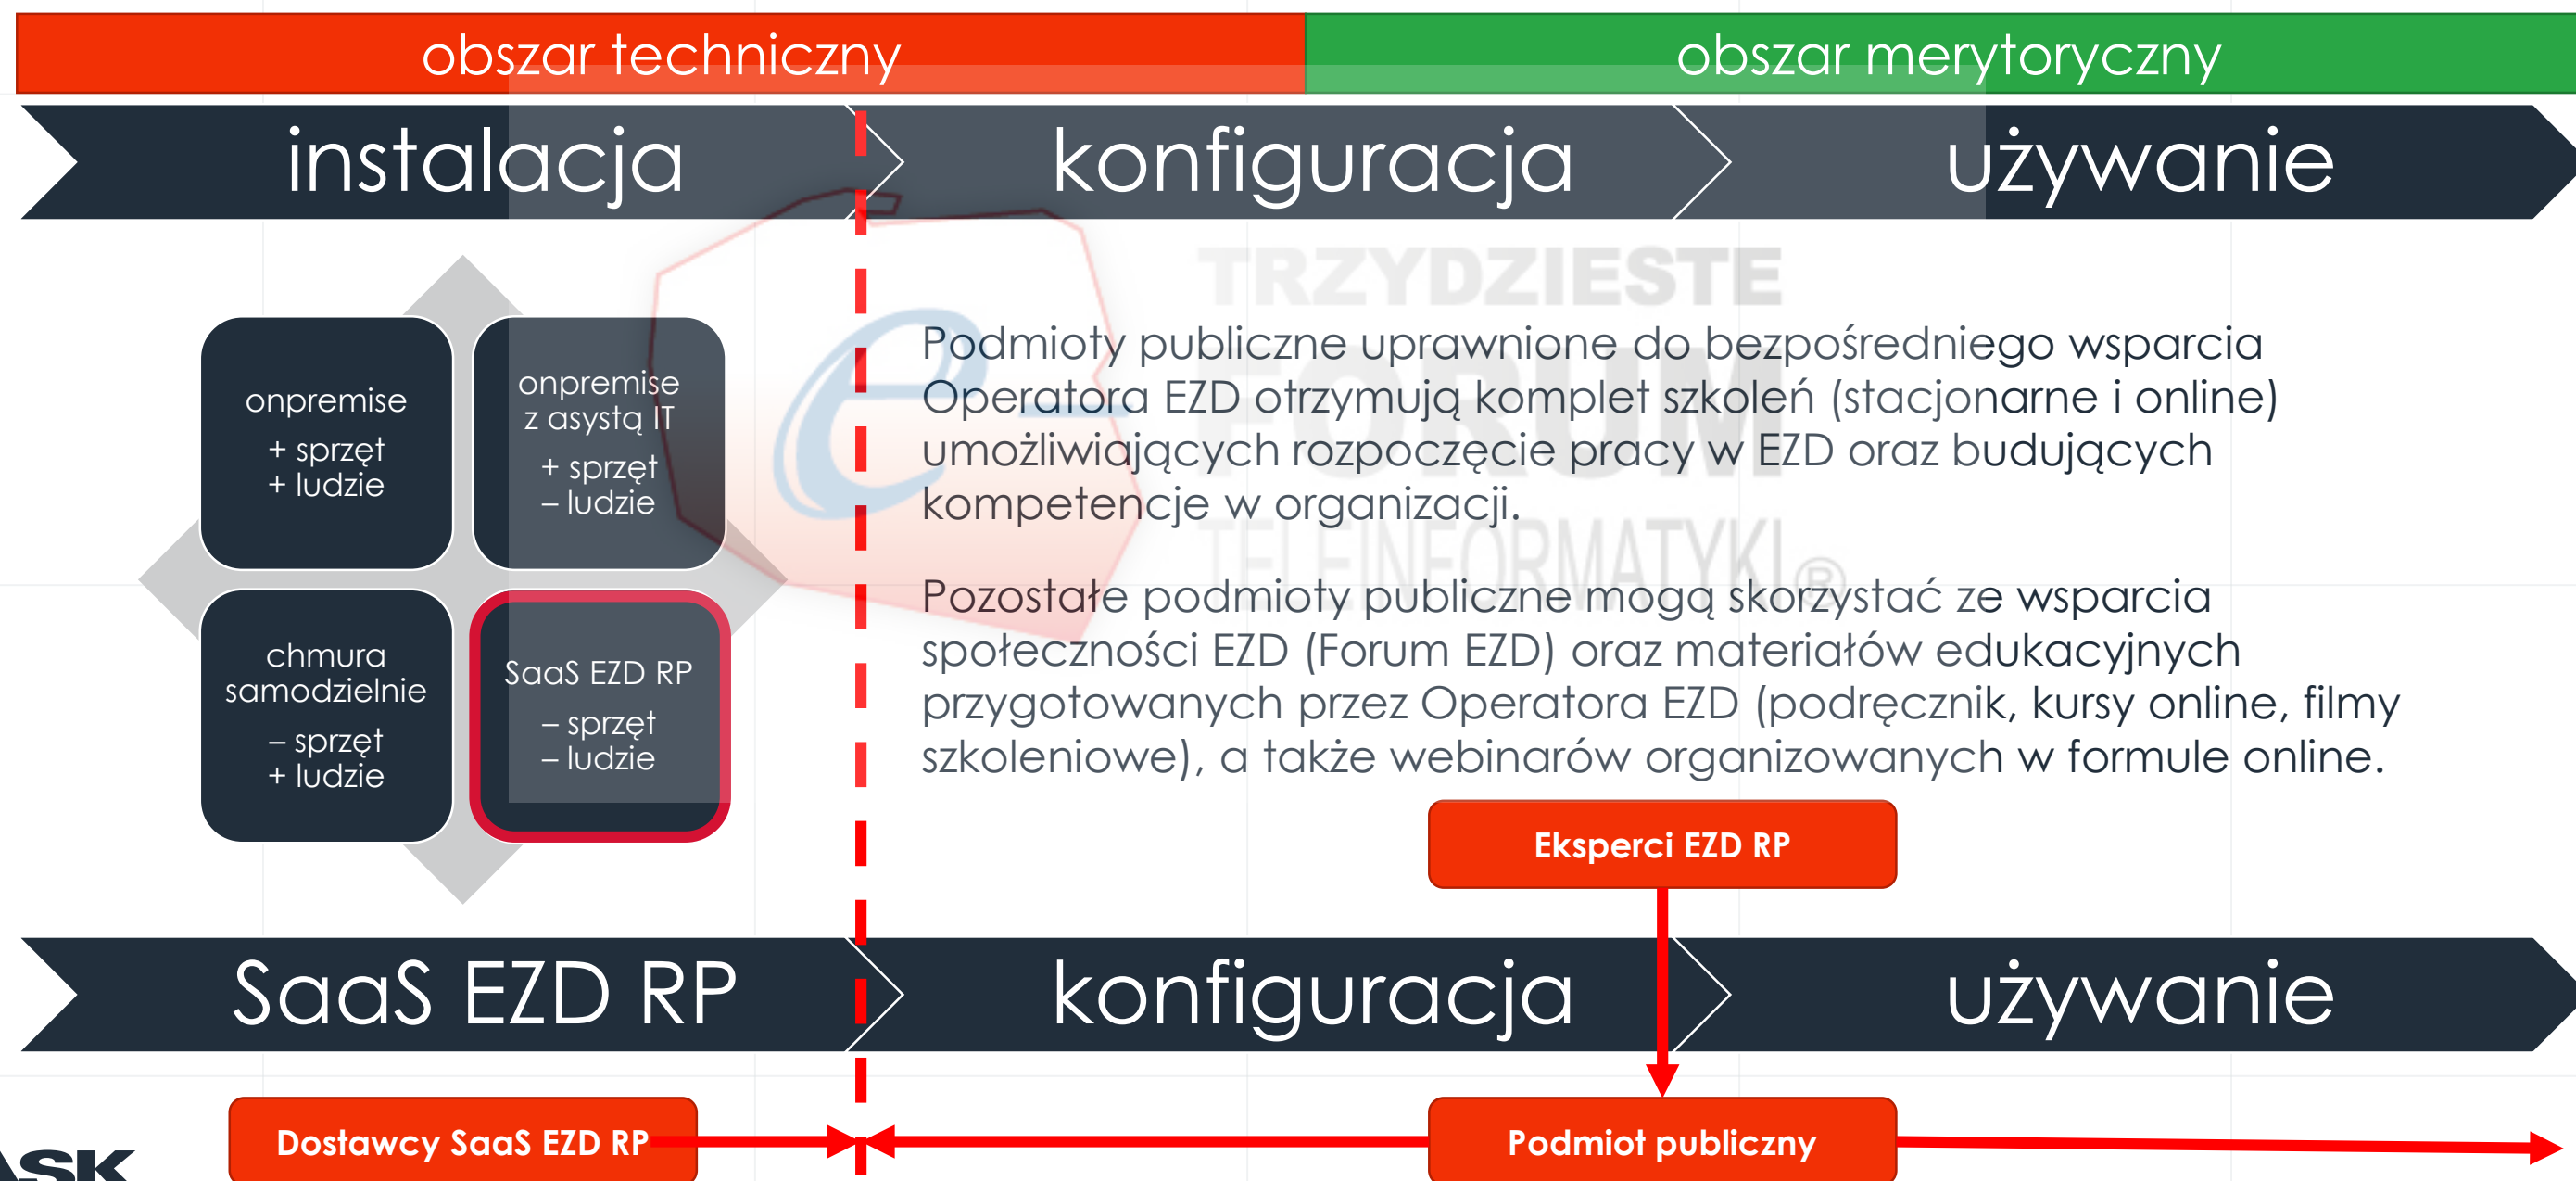 obszar techniczny
obszar merytoryczny
instalacja
konfiguracja
używanie
onpremise
+ sprzęt
+ ludzie
onpremise
z asystą IT
+ sprzęt
– ludzie
chmura
samodzielnie
– sprzęt
+ ludzie
SaaS EZD RP
– sprzęt
– ludzie
TRZYDZIESTE
FORUM
TELEINFORMATYKI ®
e-
Podmioty publiczne uprawnione do bezpośredniego wsparcia
Operatora EZD otrzymują komplet szkoleń (stacjonarne i online)
umożliwiających rozpoczęcie pracy w EZD oraz budujących
kompetencje w organizacji.
Pozostałe podmioty publiczne mogą skorzystać ze wsparcia
społeczności EZD (Forum EZD) oraz materiałów edukacyjnych
przygotowanych przez Operatora EZD (podręcznik, kursy online, filmy
szkoleniowe), a także webinarów organizowanych w formule online.
Eksperci EZD RP
SaaS EZD RP
konfiguracja
używanie
Dostawcy SaaS EZD RP
Podmiot publiczny
ASK